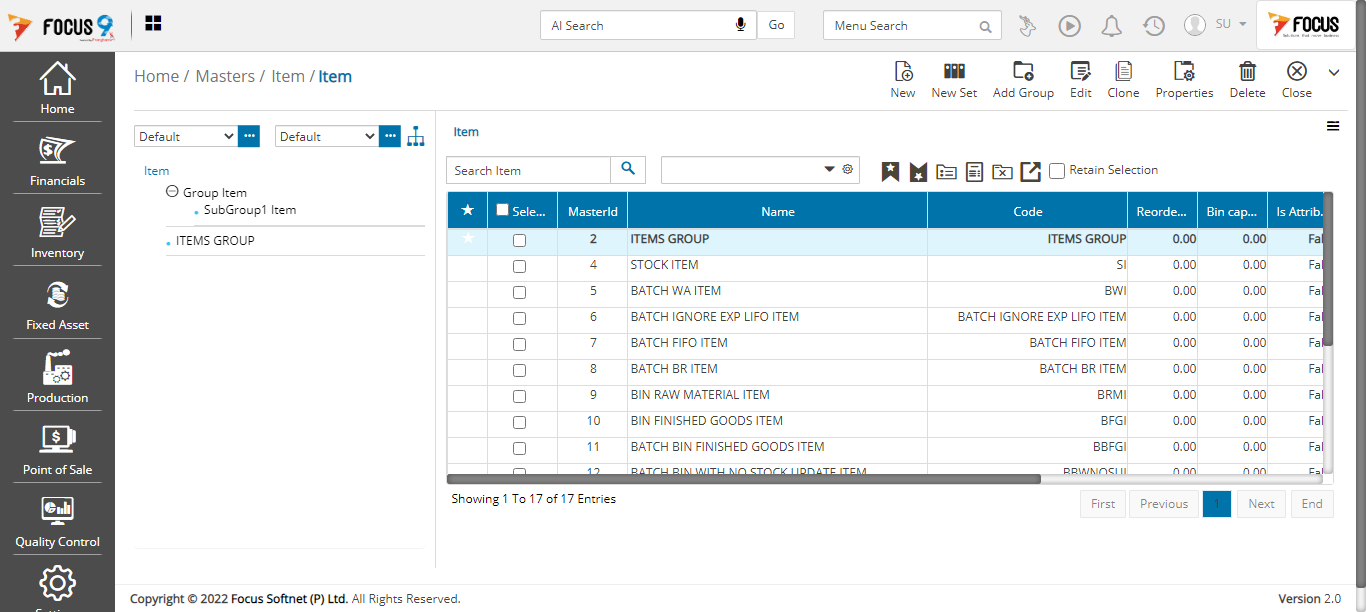 FOCUS 9
AI Search
Go
Menu Search
SU
FOCUS
Home
Financials
Inventory
Fixed Asset
Production
Point of Sale
Quality Control
Home / Masters / Item / Item
New
New Set
Add Group
Edit
Clone
Properties
Delete
Close
Default
Default
Item
Group Item
SubGroup1 Item
ITEMS GROUP
Item
Search Item
Retain Selection
Sele... MasterId Name Code Reorde... Bin cap... Is Attrib.
2 ITEMS GROUP ITEMS GROUP 0.00 0.00 Fal
4 STOCK ITEM SI 0.00 0.00 Fal
5 BATCH WA ITEM BWI 0.00 0.00 Fal
6 BATCH IGNORE EXP LIFO ITEM BATCH IGNORE EXP LIFO ITEM 0.00 0.00 Fal
7 BATCH FIFO ITEM BATCH FIFO ITEM 0.00 0.00 Fal
8 BATCH BR ITEM BATCH BR ITEM 0.00 0.00 Fal
9 BIN RAW MATERIAL ITEM BRMI 0.00 0.00 Fal
10 BIN FINISHED GOODS ITEM BFGI 0.00 0.00 Fal
11 BATCH BIN FINISHED GOODS ITEM BBFGI 0.00 0.00 Fal
12 BATCH BIN WITH NO STOCK UPDATE ITEM BBWNOSUI 0.00 0.00 Fal
Showing 1 To 17 of 17 Entries
First
Previous
1
Next
End
Copyright © 2022 Focus Softnet (P) Ltd. All Rights Reserved.
Version 2.0